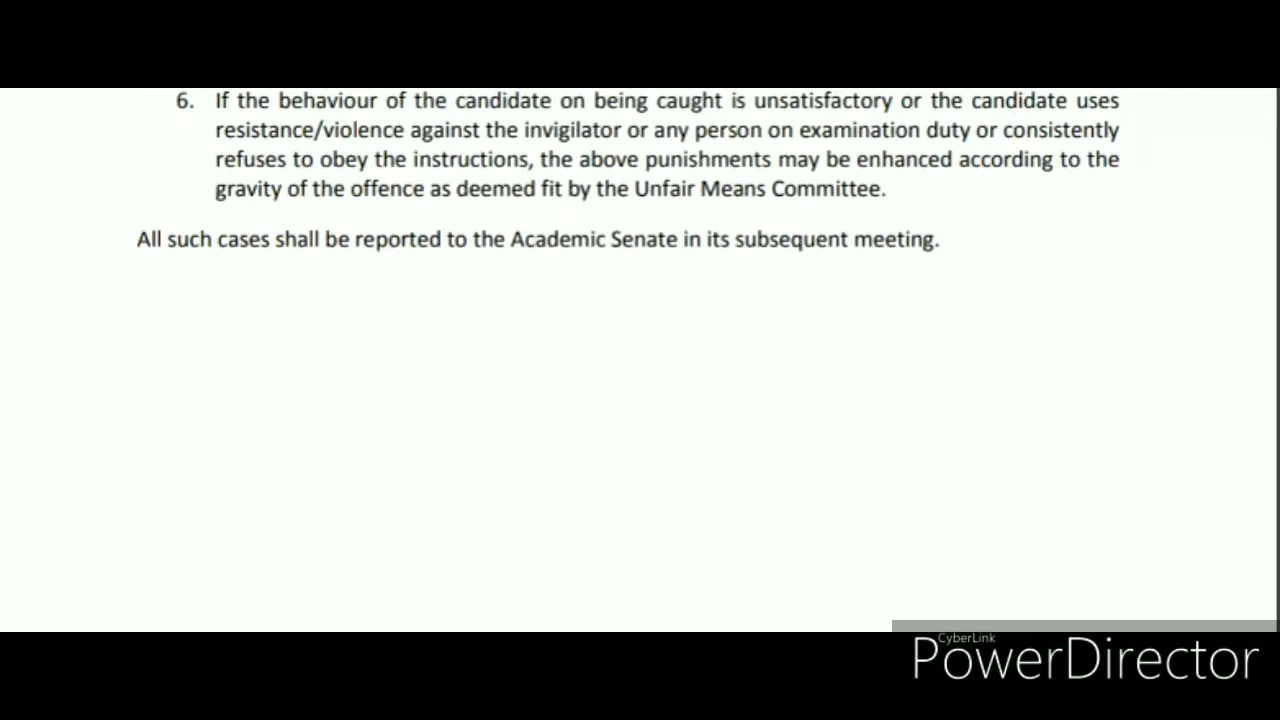 6. If the behaviour of the candidate on being caught is unsatisfactory or the candidate uses
resistance/violence against the invigilator or any person on examination duty or consistently
refuses to obey the instructions, the above punishments may be enhanced according to the
gravity of the offence as deemed fit by the Unfair Means Committee.
All such cases shall be reported to the Academic Senate in its subsequent meeting.
CyberLink
PowerDirector